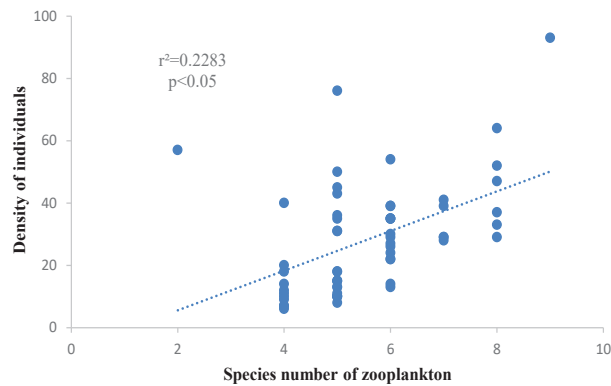 100
r²=0.2283
p<0.05
80
60
40
20
0
Density of individuals
0 2 4 6 8 10
Species number of zooplankton